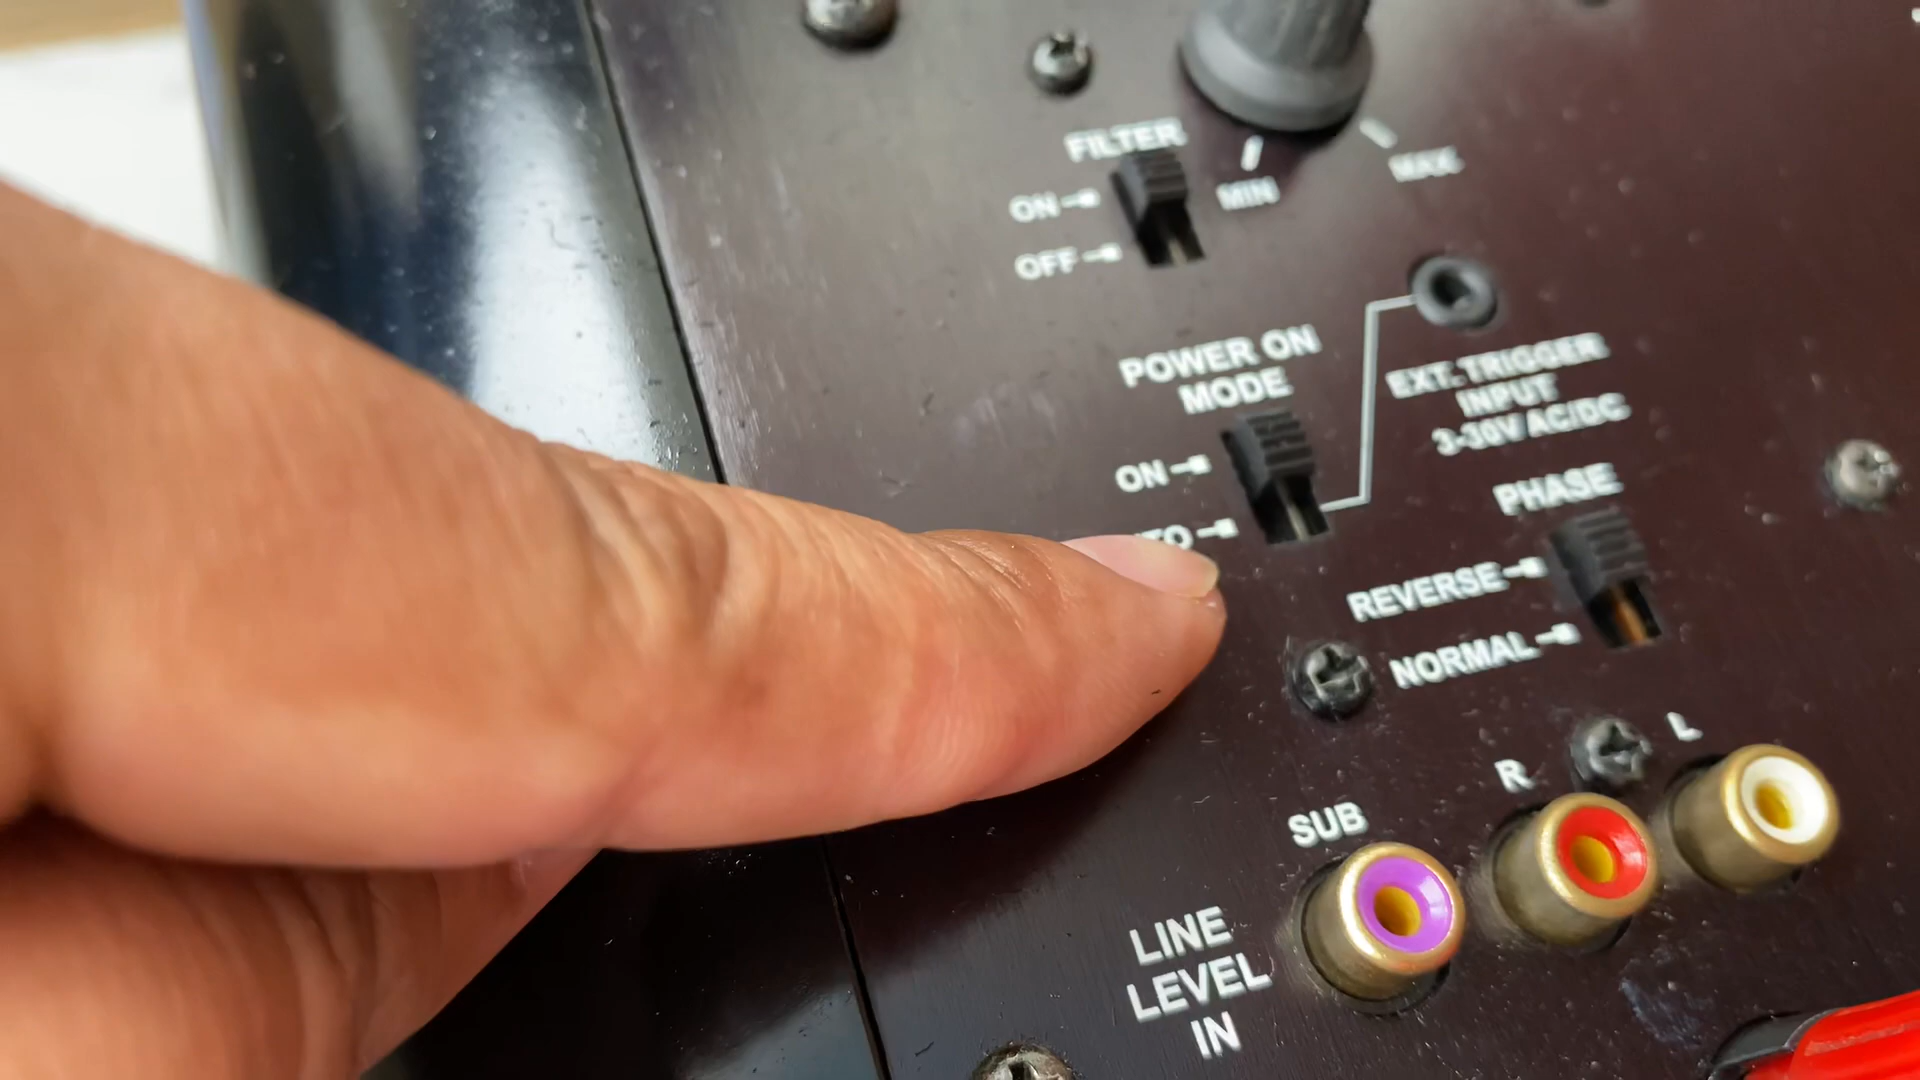 FILTER
ON
OFF
MIN
MAX.
POWER ON
MODE
ON
TO
EXT. TRIGGER
INPUT
3-30V AC/DC
PHASE
REVERSE
NORMAL
SUB
R
L
LINE
LEVEL
IN